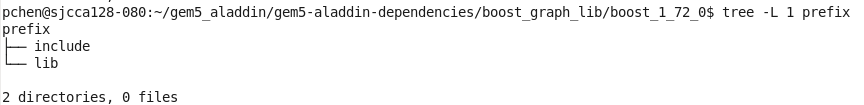 pchen@sjcca128-080:~/gem5_aladdin/gem5-aladdin-dependencies/boost_graph_lib/boost_1_72_0$ tree -L 1 prefix
prefix
├── include
└── lib

2 directories, 0 files